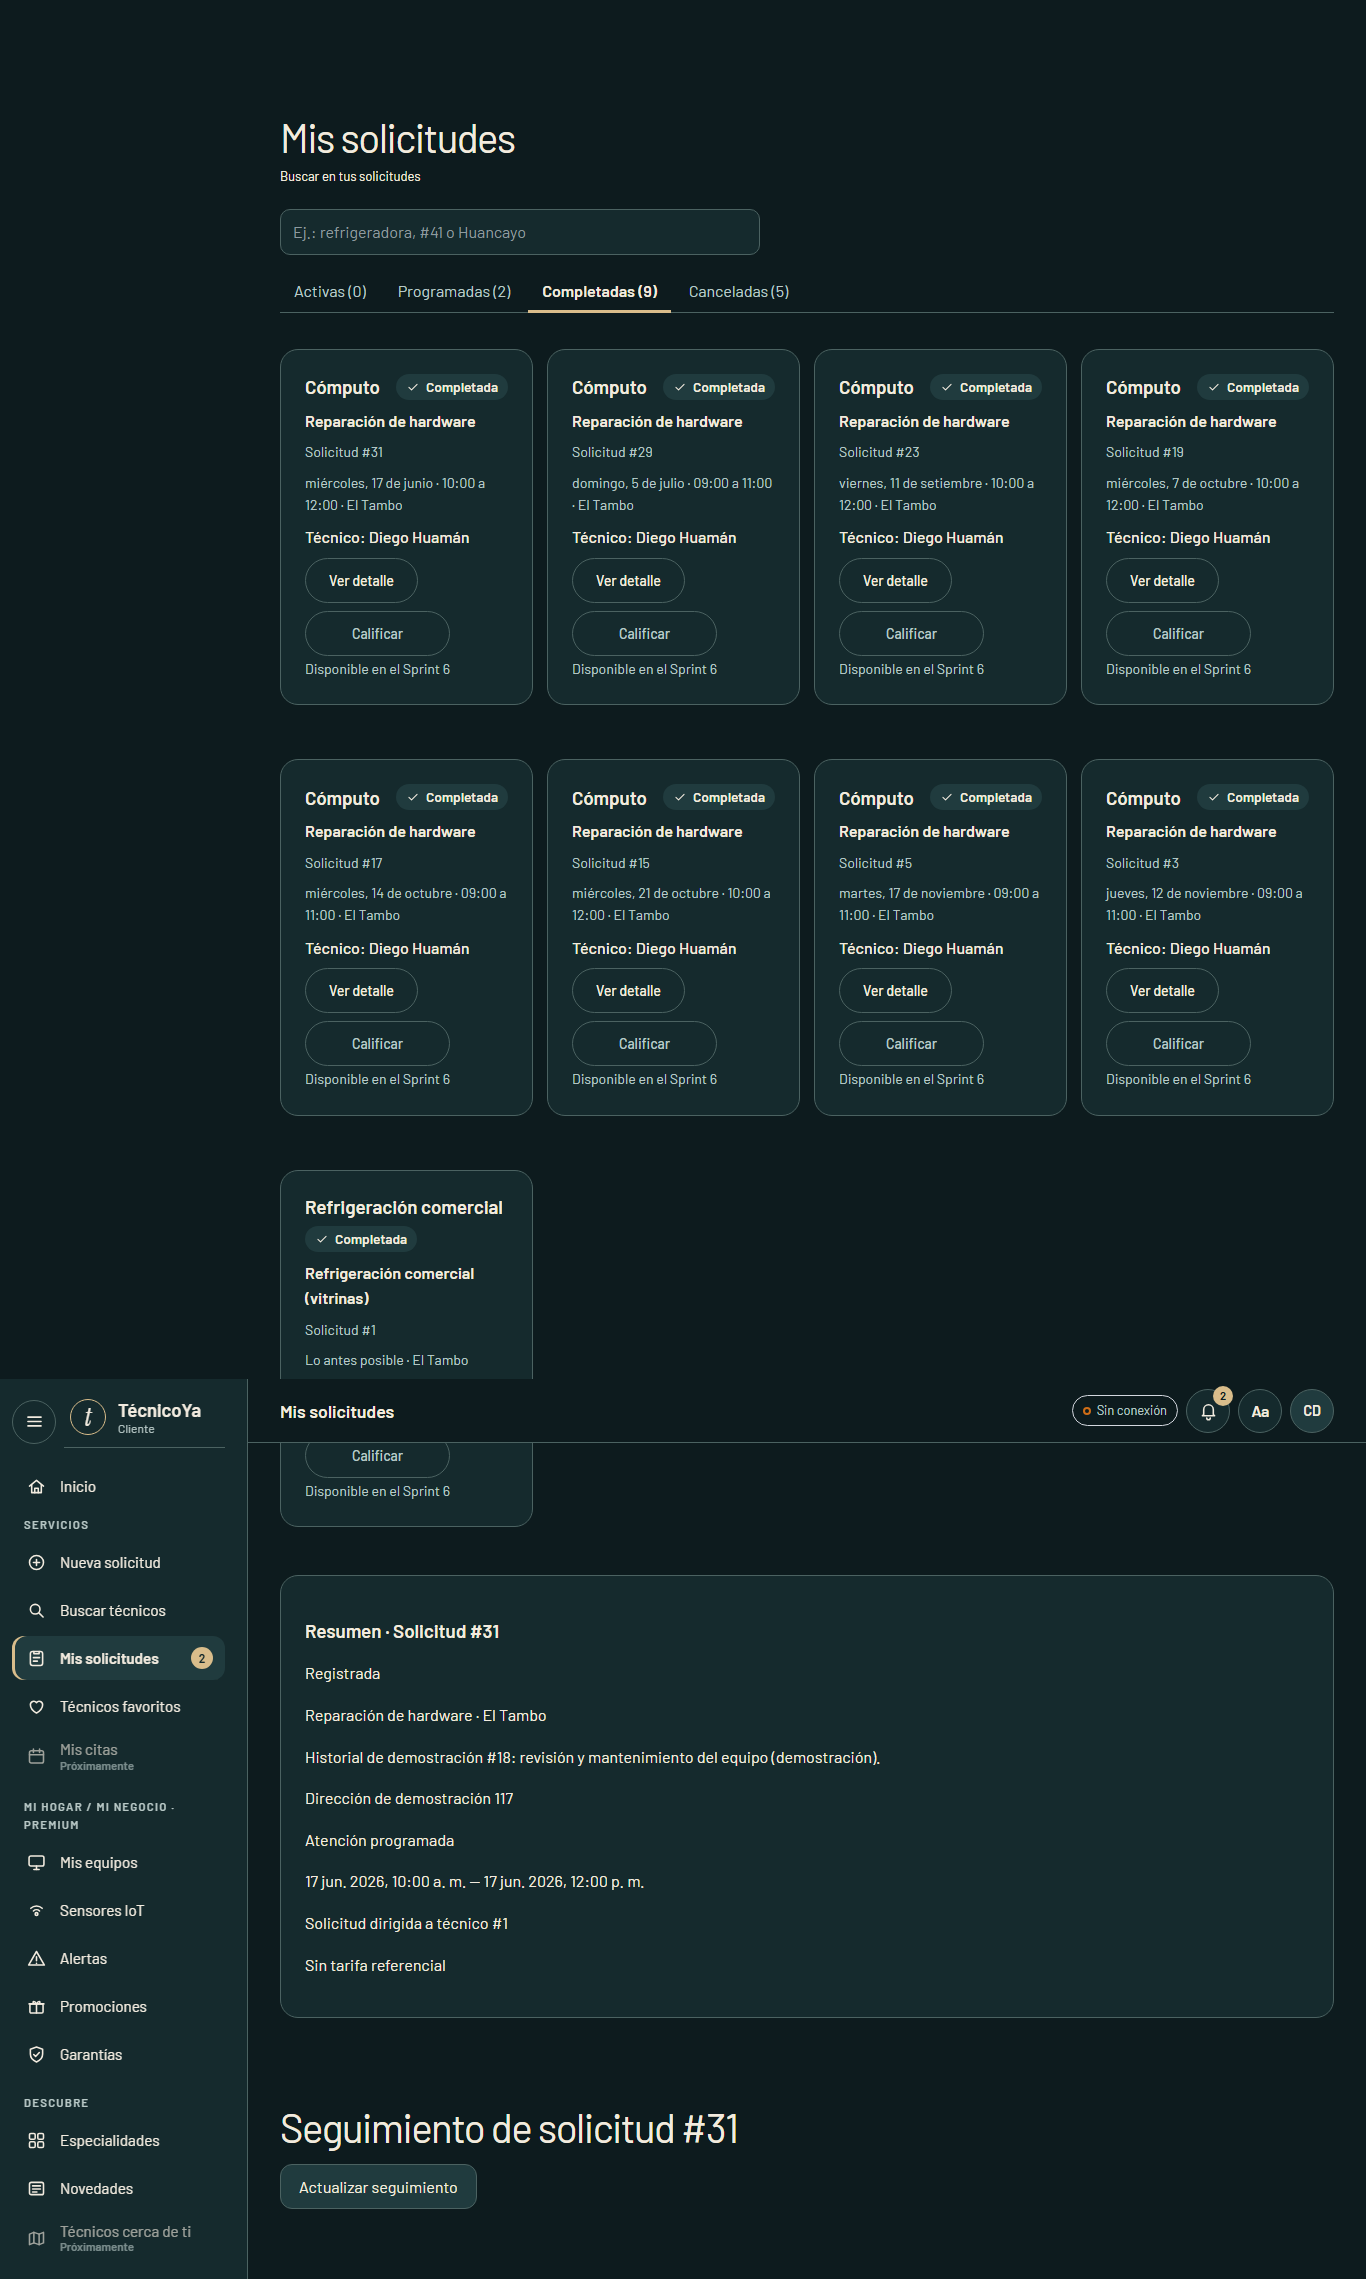 Mis solicitudes
Buscar en tus solicitudes
Ej.: refrigeradora, #41 o Huancayo
Activas (0)
Programadas (2)
Completadas (9)
Canceladas (5)
Cómputo
Completada
Reparación de hardware
Solicitud #31
miércoles, 17 de junio · 10:00 a
12:00 · El Tambo
Técnico: Diego Huamán
Ver detalle
Calificar
Disponible en el Sprint 6
Cómputo
Completada
Reparación de hardware
Solicitud #29
domingo, 5 de julio · 09:00 a 11:00
· El Tambo
Técnico: Diego Huamán
Ver detalle
Calificar
Disponible en el Sprint 6
Cómputo
Completada
Reparación de hardware
Solicitud #23
viernes, 11 de setiembre · 10:00 a
12:00 · El Tambo
Técnico: Diego Huamán
Ver detalle
Calificar
Disponible en el Sprint 6
Cómputo
Completada
Reparación de hardware
Solicitud #19
miércoles, 7 de octubre · 10:00 a
12:00 · El Tambo
Técnico: Diego Huamán
Ver detalle
Calificar
Disponible en el Sprint 6
Cómputo
Completada
Reparación de hardware
Solicitud #17
miércoles, 14 de octubre · 09:00 a
11:00 · El Tambo
Técnico: Diego Huamán
Ver detalle
Calificar
Disponible en el Sprint 6
Cómputo
Completada
Reparación de hardware
Solicitud #15
miércoles, 21 de octubre · 10:00 a
12:00 · El Tambo
Técnico: Diego Huamán
Ver detalle
Calificar
Disponible en el Sprint 6
Cómputo
Completada
Reparación de hardware
Solicitud #5
martes, 17 de noviembre · 09:00 a
11:00 · El Tambo
Técnico: Diego Huamán
Ver detalle
Calificar
Disponible en el Sprint 6
Cómputo
Completada
Reparación de hardware
Solicitud #3
jueves, 12 de noviembre · 09:00 a
11:00 · El Tambo
Técnico: Diego Huamán
Ver detalle
Calificar
Disponible en el Sprint 6
Refrigeración comercial
Completada
Refrigeración comercial
(vitrinas)
Solicitud #1
Lo antes posible · El Tambo
t
TécnicoYa
Cliente
Mis solicitudes
Sin conexión
2
Aa
CD
Calificar
Disponible en el Sprint 6
Inicio
SERVICIOS
Nueva solicitud
Buscar técnicos
Mis solicitudes
2
Técnicos favoritos
Mis citas
Próximamente
MI HOGAR / MI NEGOCIO ·
PREMIUM
Mis equipos
Sensores IoT
Alertas
Promociones
Garantías
DESCUBRE
Especialidades
Novedades
Técnicos cerca de ti
Próximamente
Resumen · Solicitud #31
Registrada
Reparación de hardware · El Tambo
Historial de demostración #18: revisión y mantenimiento del equipo (demostración).
Dirección de demostración 117
Atención programada
17 jun. 2026, 10:00 a. m. — 17 jun. 2026, 12:00 p. m.
Solicitud dirigida a técnico #1
Sin tarifa referencial
Seguimiento de solicitud #31
Actualizar seguimiento